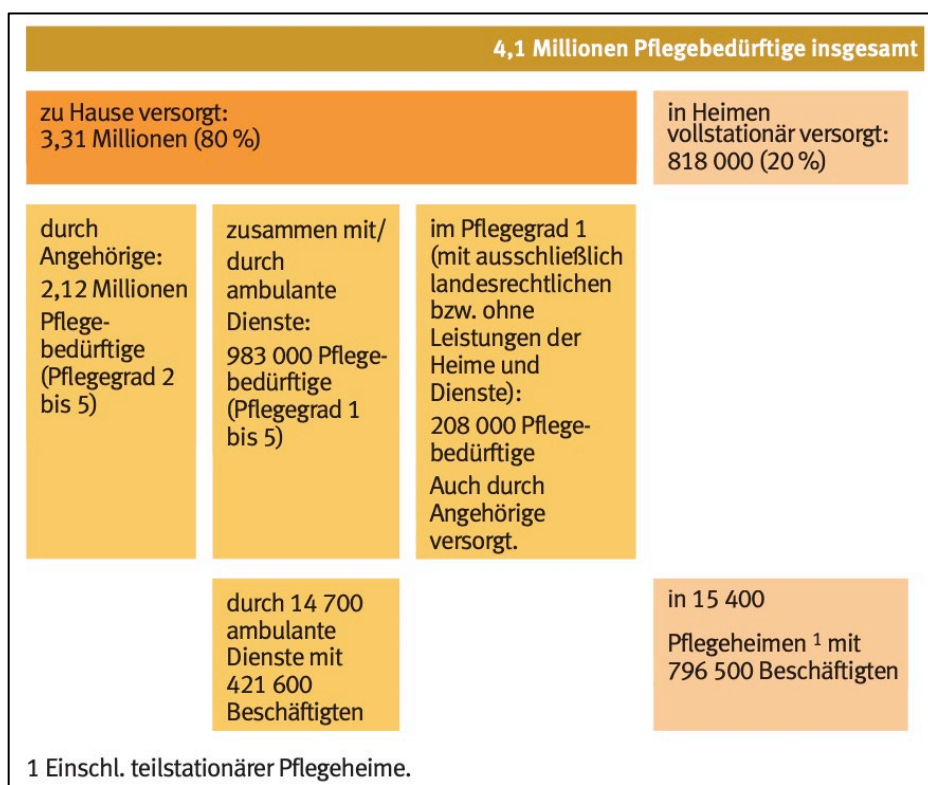 4,1 Millionen Pflegebedürftige insgesamt
zu Hause versorgt:
3,31 Millionen (80 %)
in Heimen
vollstationär versorgt:
818 000 (20 %)
durch
Angehörige:
2,12 Millionen
Pflege-
bedürftige
(Pflegegrad 2
bis 5)
zusammen mit/
durch
ambulante
Dienste:
983 000 Pflege-
bedürftige
(Pflegegrad 1
bis 5)
im Pflegegrad 1
(mit ausschließlich
landesrechtlichen
bzw. ohne
Leistungen der
Heime und
Dienste):
208 000 Pflege-
bedürftige
Auch durch
Angehörige
versorgt.
durch 14 700
ambulante
Dienste mit
421 600
Beschäftigten
in 15 400
Pflegeheimen ¹ mit
796 500 Beschäftigten
1 Einschl. teilstationärer Pflegeheime.